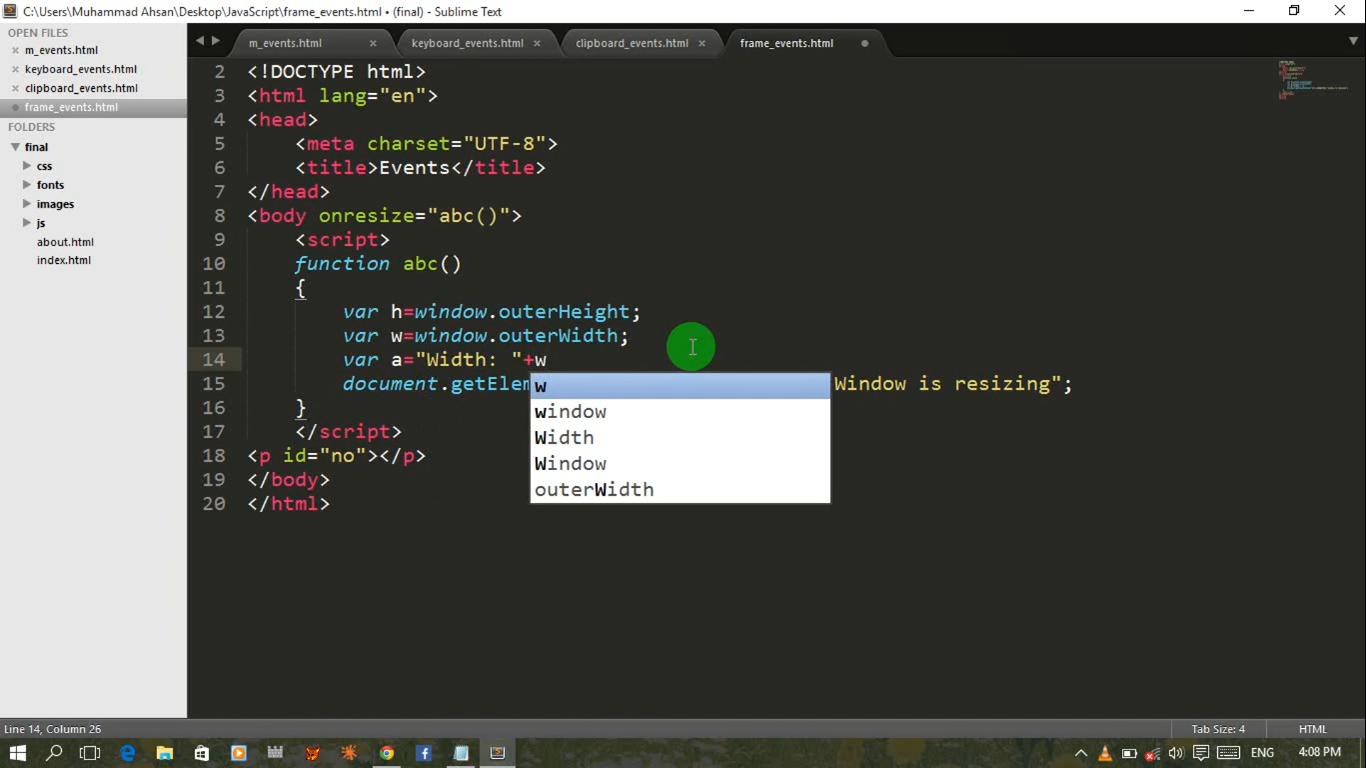 C:\Users\Muhammad Ahsan\Desktop\JavaScript\frame_events.html • (final) - Sublime Text
OPEN FILES
m_events.html
keyboard_events.html
clipboard_events.html
frame_events.html
FOLDERS
final
css
fonts
images
js
about.html
index.html
m_events.html
keyboard_events.html
clipboard_events.html
frame_events.html
2 <!DOCTYPE html>
3 <html lang="en">
4 <head>
5 <meta charset="UTF-8">
6 <title>Events</title>
7 </head>
8 <body onresize="abc()">
9 <script>
10 function abc()
11 {
12 var h=window.outerHeight;
13 var w=window.outerWidth;
14 var a="Width: "+w
15 document.getElem Window is resizing";
16 }
17 </script>
18 <p id="no"></p>
19 </body>
20 </html>
w
window
Width
Window
outerWidth
Line 14, Column 26
Tab Size: 4
HTML
ENG
4:08 PM